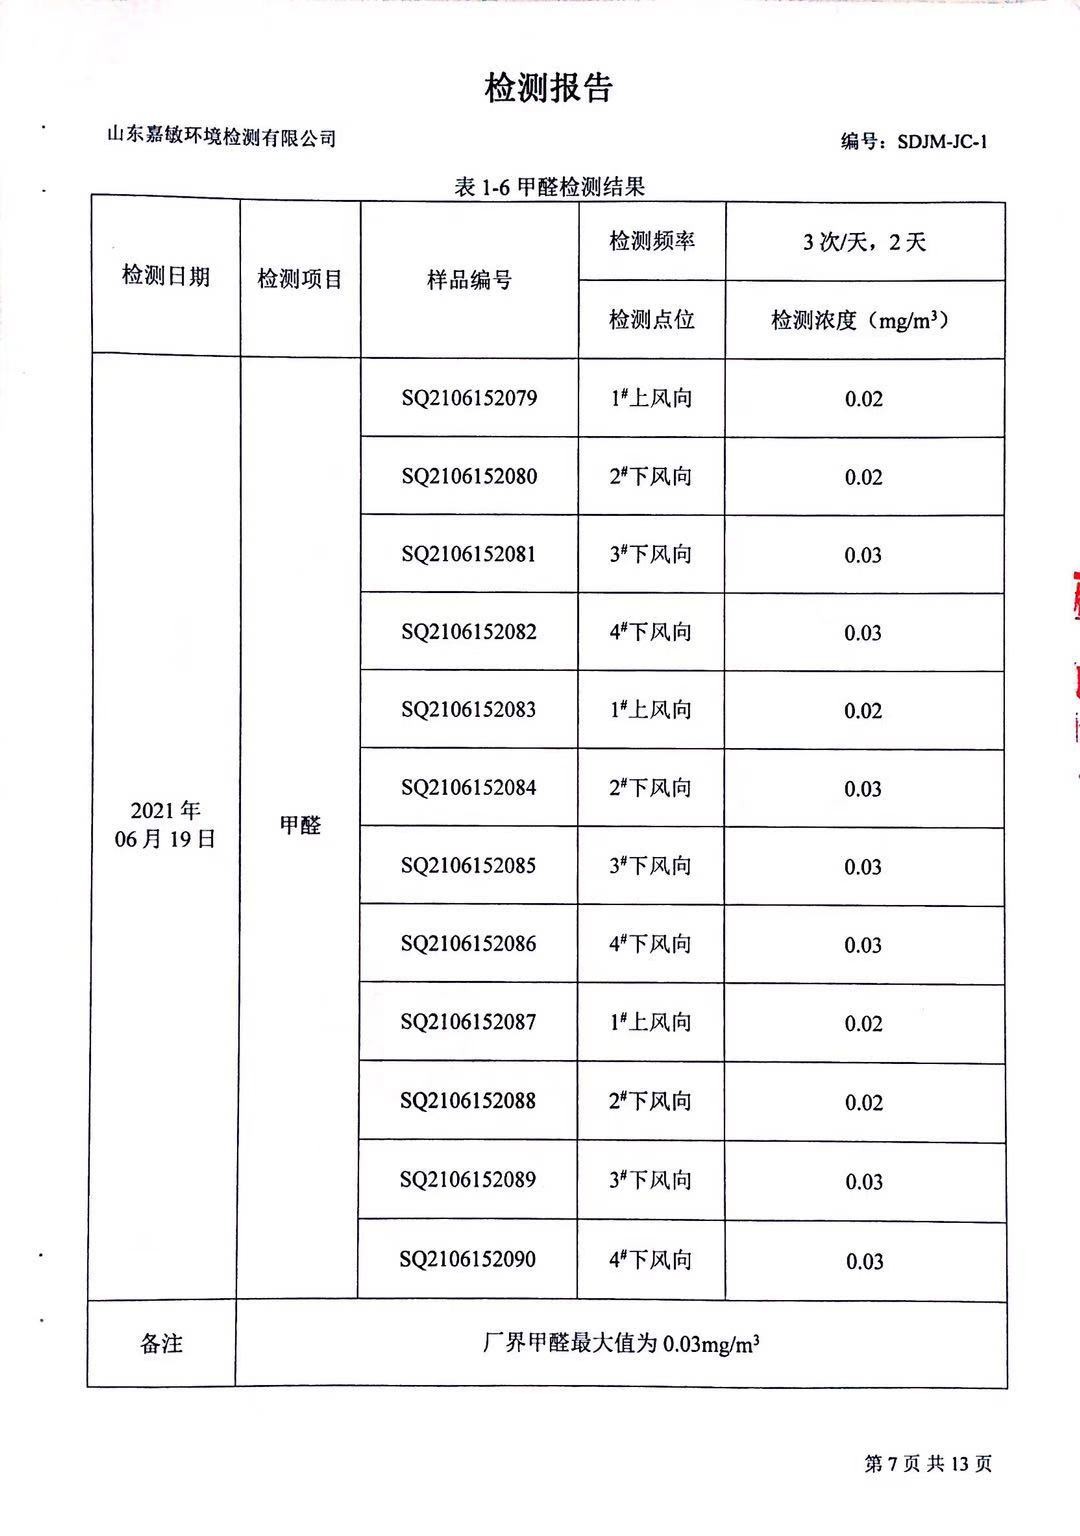 检测报告
山东嘉敏环境检测有限公司 编号：SDJM-JC-1
表 1-6 甲醛检测结果
检测日期 检测项目 样品编号 检测频率 3 次/天，2 天
检测点位 检测浓度（mg/m³）
SQ2106152079 1#上风向 0.02
SQ2106152080 2#下风向 0.02
SQ2106152081 3#下风向 0.03
SQ2106152082 4#下风向 0.03
SQ2106152083 1#上风向 0.02
SQ2106152084 2#下风向 0.03
2021 年
06 月 19 日
甲醛
SQ2106152085 3#下风向 0.03
SQ2106152086 4#下风向 0.03
SQ2106152087 1#上风向 0.02
SQ2106152088 2#下风向 0.02
SQ2106152089 3#下风向 0.03
SQ2106152090 4#下风向 0.03
备注 厂界甲醛最大值为 0.03mg/m³
第 7 页 共 13 页